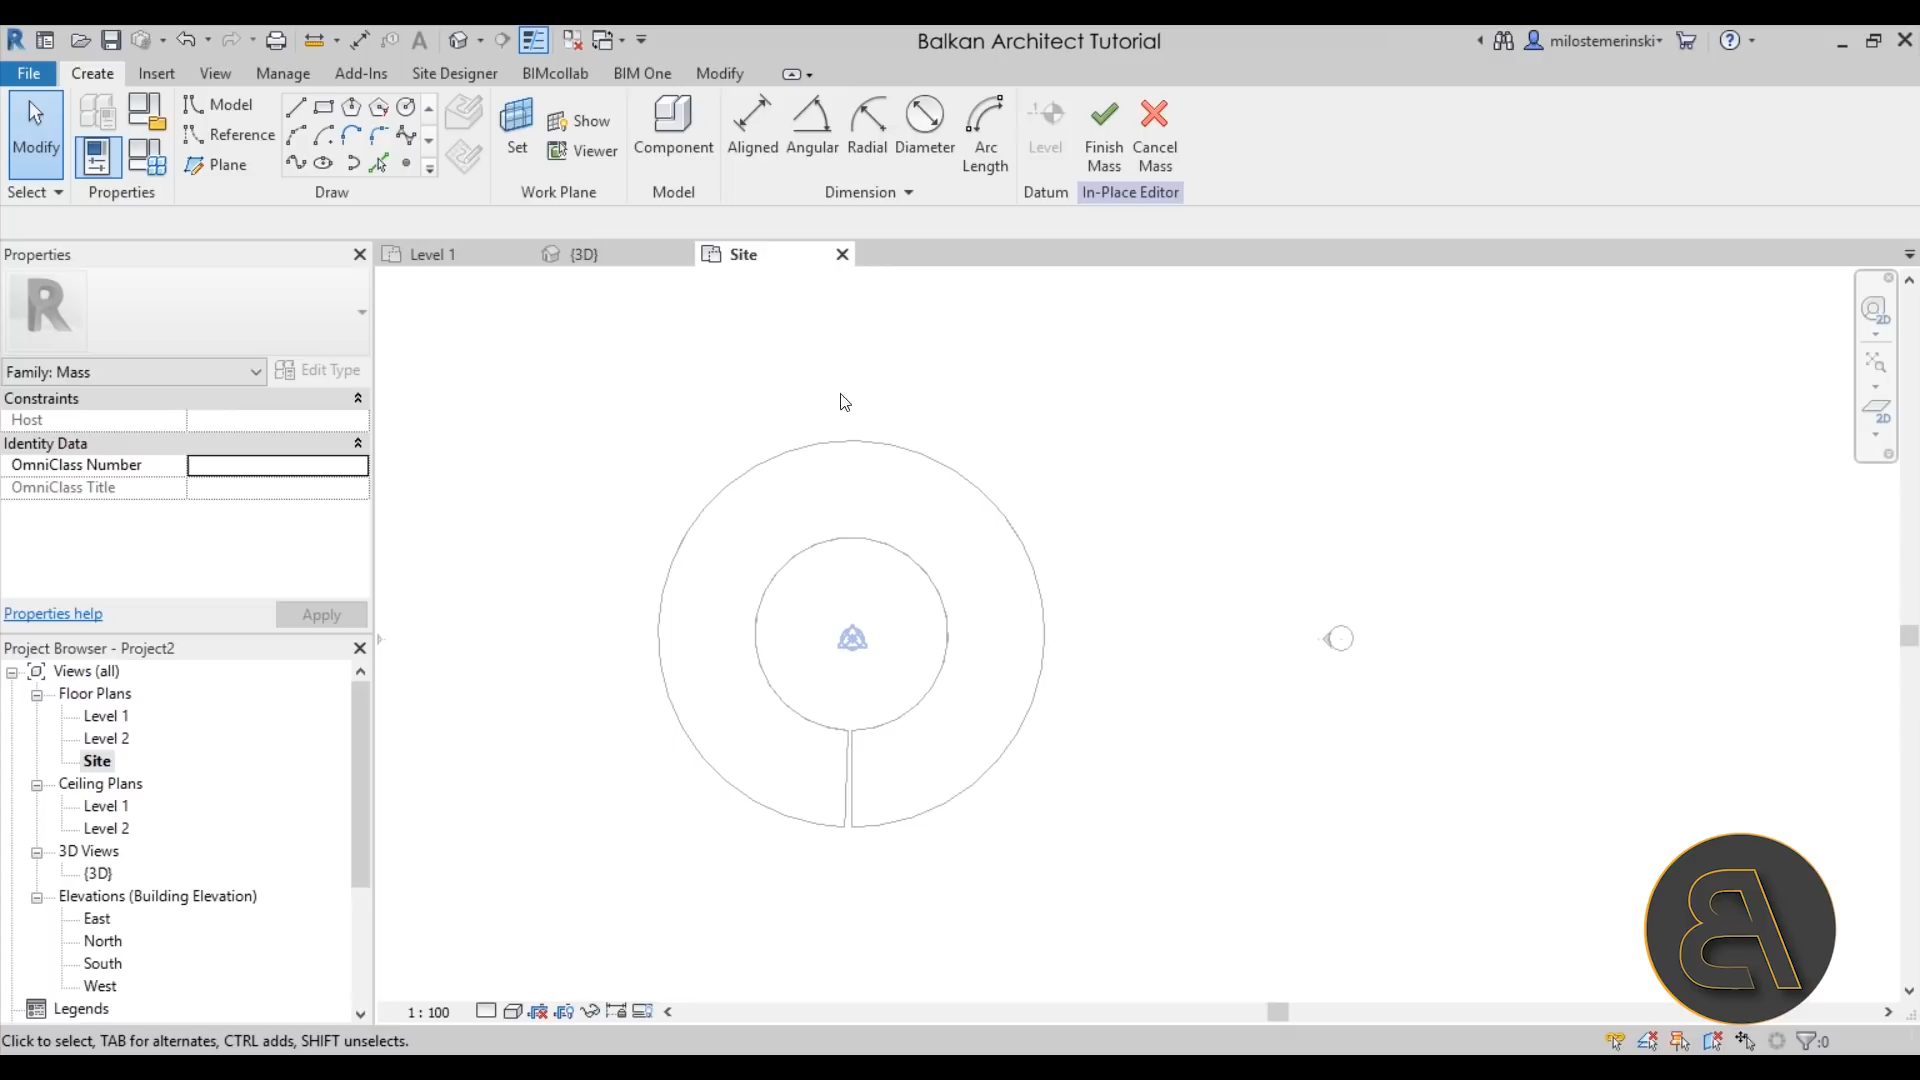 Balkan Architect Tutorial
milostemerinski
File Create Insert View Manage Add-Ins Site Designer BIMcollab BIM One Modify
Modify
Select
Properties
Model
Reference
Plane
Draw
Set
Show
Viewer
Work Plane
Component
Model
Aligned
Angular
Radial
Diameter
Arc
Length
Dimension
Level
Datum
Finish
Mass
Cancel
Mass
In-Place Editor
Properties
Level 1
{3D}
Site
R
Family: Mass
Edit Type
Constraints
Host
Identity Data
OmniClass Number
OmniClass Title
Properties help
Apply
Project Browser - Project2
Views (all)
Floor Plans
Level 1
Level 2
Site
Ceiling Plans
Level 1
Level 2
3D Views
{3D}
Elevations (Building Elevation)
East
North
South
West
Legends
2D
2D
1 : 100
Click to select, TAB for alternates, CTRL adds, SHIFT unselects.
:0